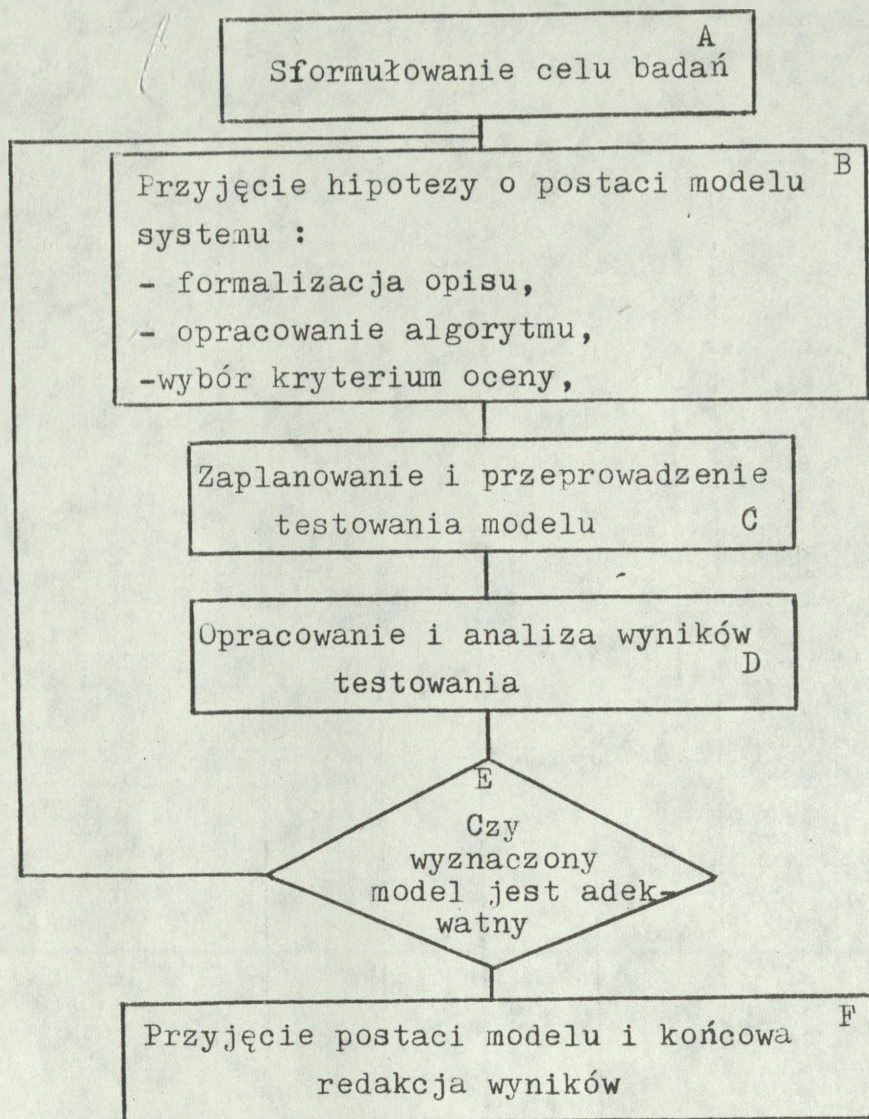 A
Sformułowanie celu badań
B
Przyjęcie hipotezy o postaci modelu
systemu :
- formalizacja opisu,
- opracowanie algorytmu,
-wybór kryterium oceny,
Zaplanowanie i przeprowadzenie
testowania modelu C
Opracowanie i analiza wyników
D
testowania
E
Czy
wyznaczony
model jest adek-
watny
F
Przyjęcie postaci modelu i końcowa
redakcja wyników